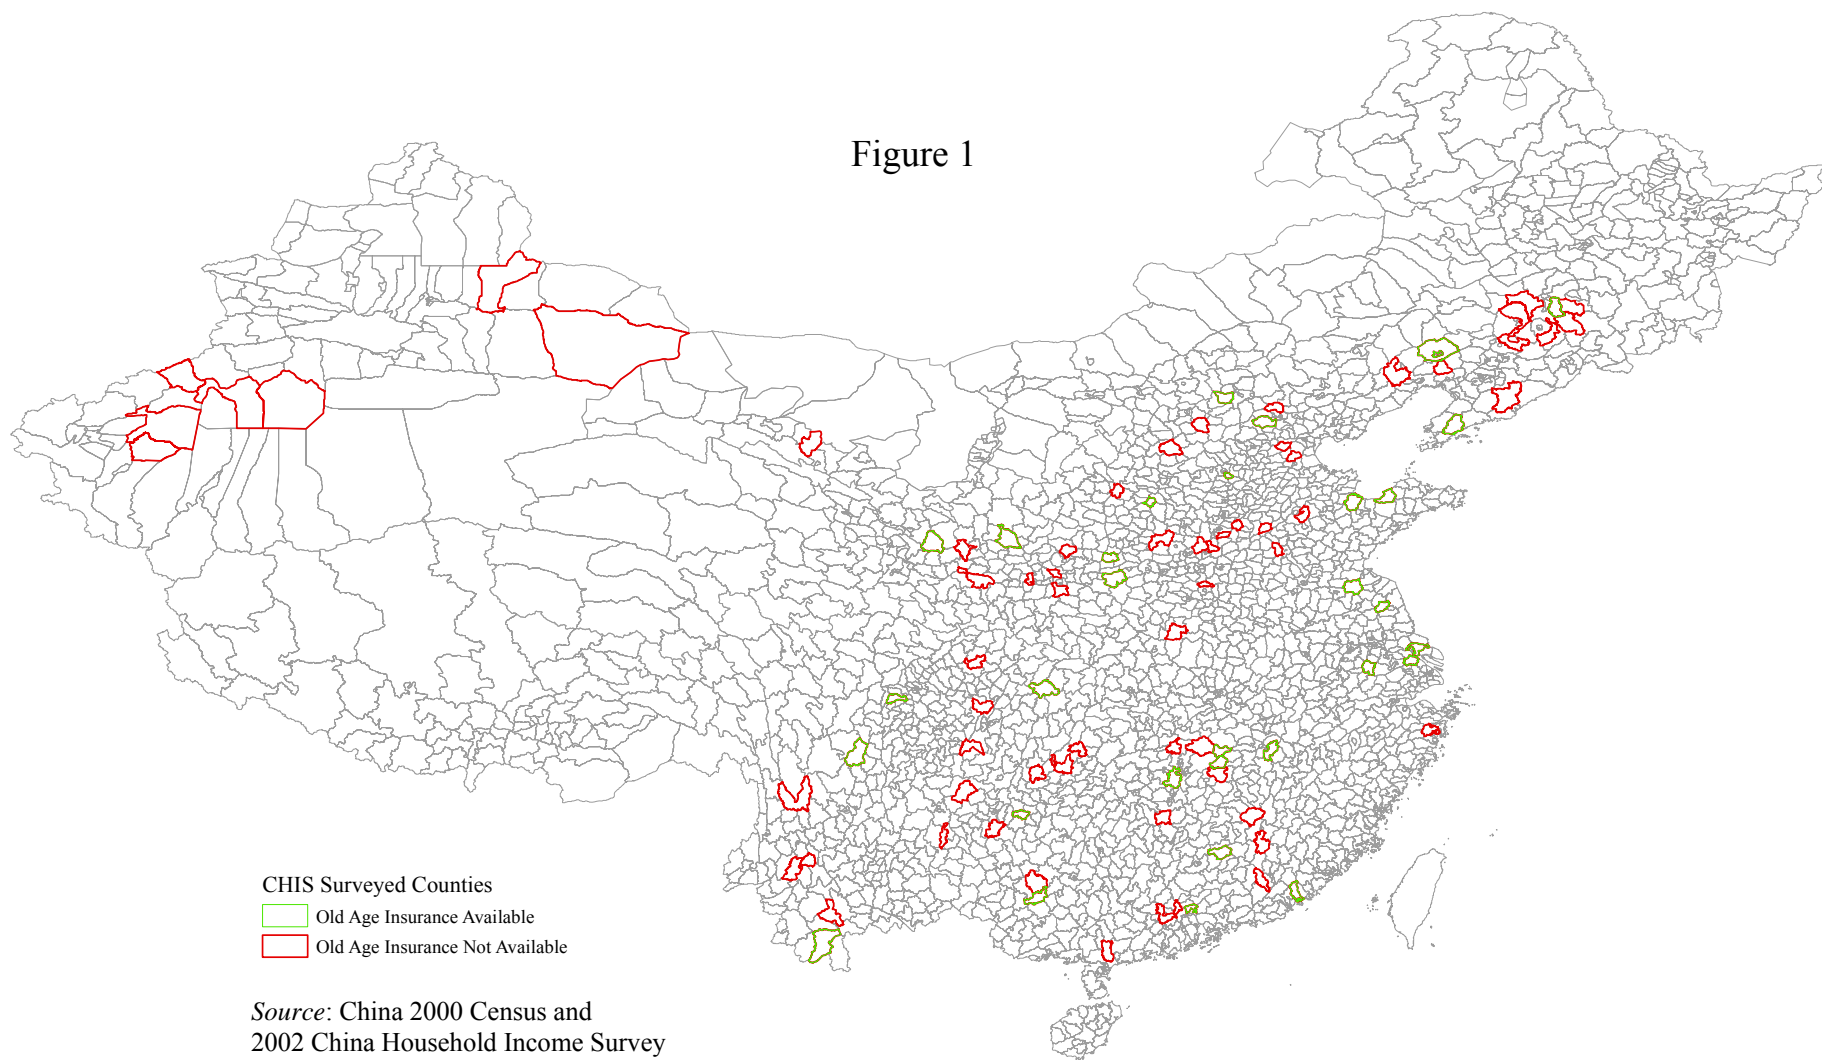 Figure 1
CHIS Surveyed Counties
Old Age Insurance Available
Old Age Insurance Not Available
Source: China 2000 Census and
2002 China Household Income Survey